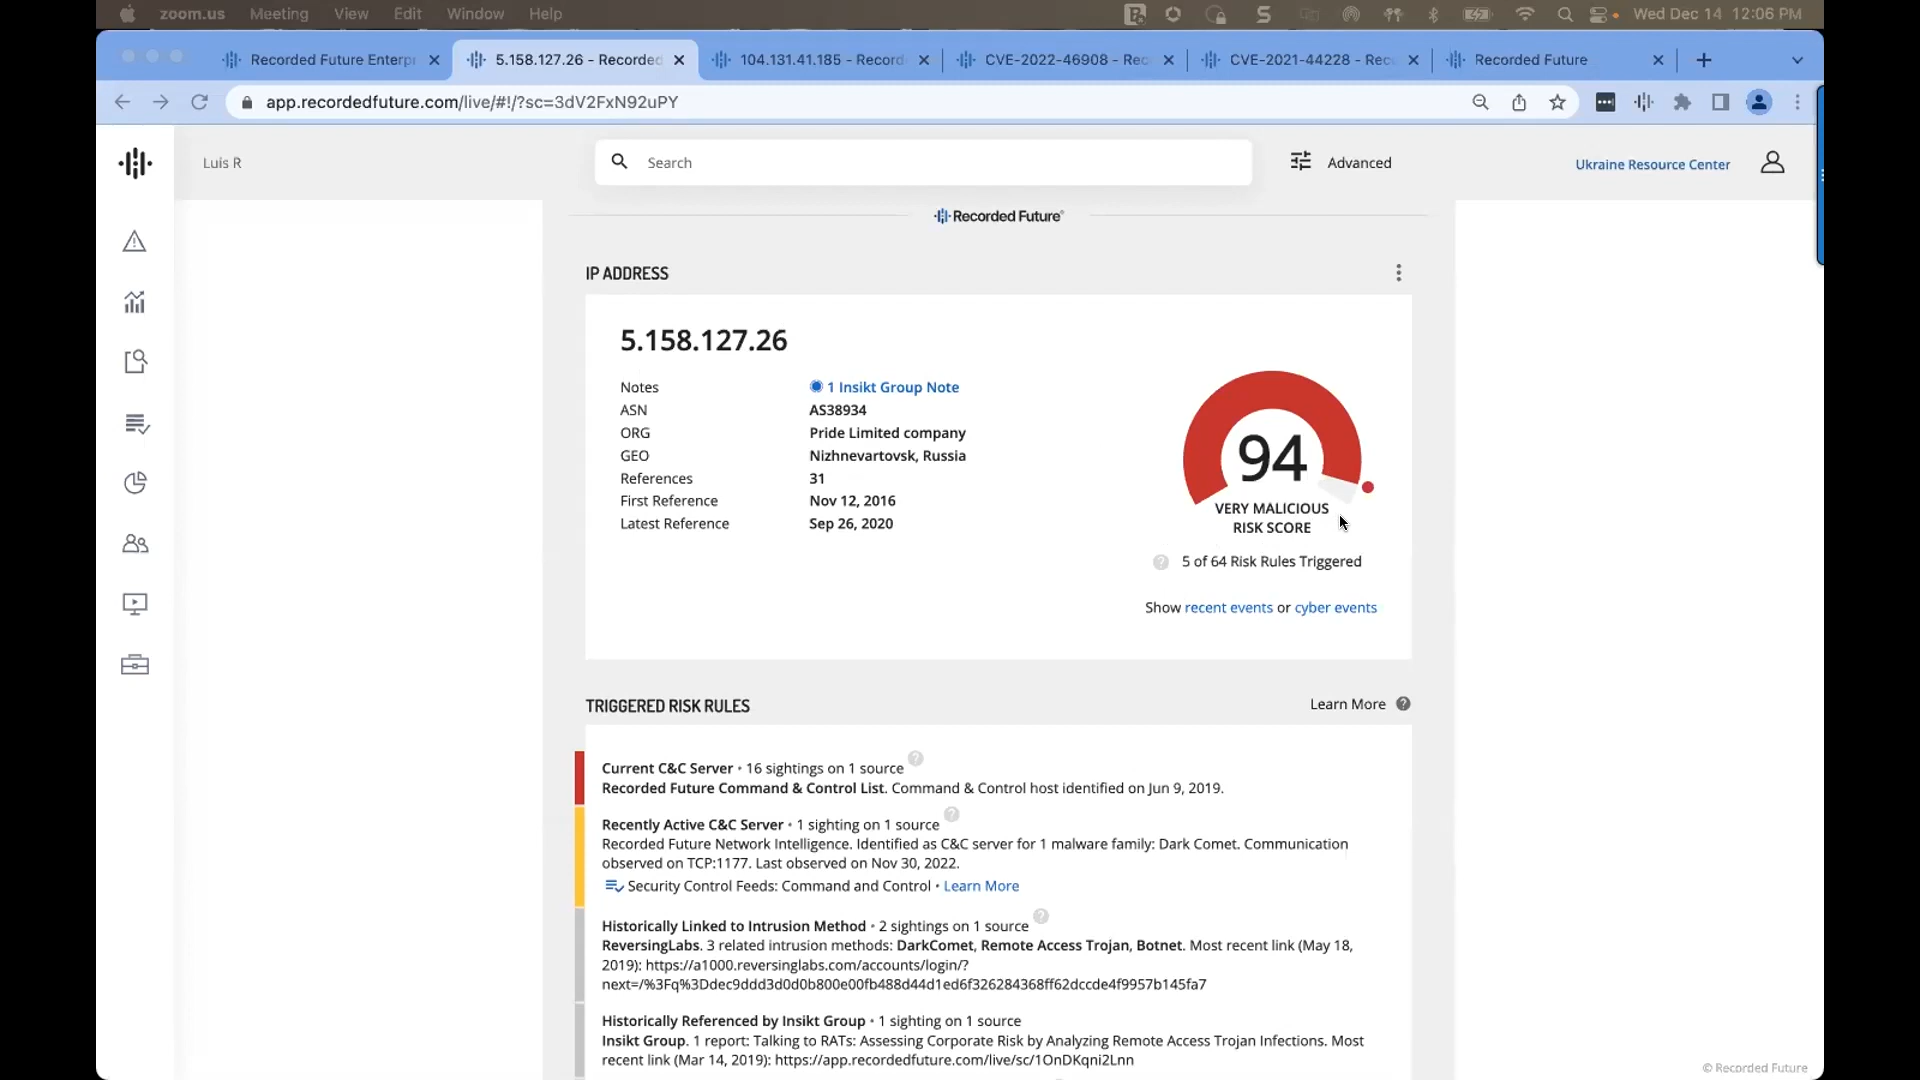 zoom.us Meeting View Edit Window Help
Wed Dec 14 12:06 PM
Recorded Future Enterpr
5.158.127.26 - Recorded
104.131.41.185 - Record
CVE-2022-46908 - Rec
CVE-2021-44228 - Rec
Recorded Future
app.recordedfuture.com/live/#!/?sc=3dV2FxN92uPY
Luis R
Search
Advanced
Ukraine Resource Center
Recorded Future®
IP ADDRESS
5.158.127.26
Notes 1 Insikt Group Note
ASN AS38934
ORG Pride Limited company
GEO Nizhnevartovsk, Russia
References 31
First Reference Nov 12, 2016
Latest Reference Sep 26, 2020
94
VERY MALICIOUS
RISK SCORE
5 of 64 Risk Rules Triggered
Show recent events or cyber events
TRIGGERED RISK RULES
Learn More
Current C&C Server • 16 sightings on 1 source
Recorded Future Command & Control List. Command & Control host identified on Jun 9, 2019.
Recently Active C&C Server • 1 sighting on 1 source
Recorded Future Network Intelligence. Identified as C&C server for 1 malware family: Dark Comet. Communication
observed on TCP:1177. Last observed on Nov 30, 2022.
Security Control Feeds: Command and Control • Learn More
Historically Linked to Intrusion Method • 2 sightings on 1 source
ReversingLabs. 3 related intrusion methods: DarkComet, Remote Access Trojan, Botnet. Most recent link (May 18,
2019): https://a1000.reversinglabs.com/accounts/login/?
next=/%3Fq%3Ddec9ddd3d0d0b800e00fb488d44d1ed6f326284368ff62dccde4f9957b145fa7
Historically Referenced by Insikt Group • 1 sighting on 1 source
Insikt Group. 1 report: Talking to RATs: Assessing Corporate Risk by Analyzing Remote Access Trojan Infections. Most
recent link (Mar 14, 2019): https://app.recordedfuture.com/live/sc/1OnDKqni2Lnn
© Recorded Future